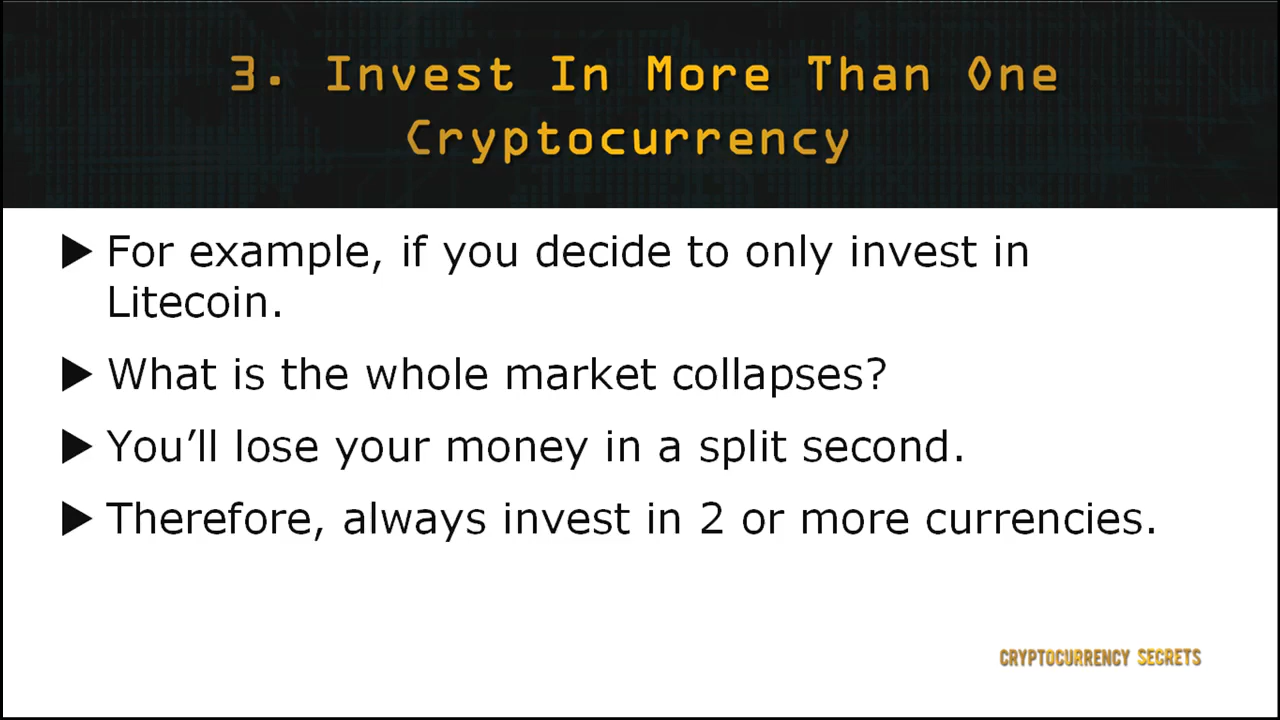 3. Invest In More Than One
Cryptocurrency
▶ For example, if you decide to only invest in
Litecoin.
▶ What is the whole market collapses?
▶ You’ll lose your money in a split second.
▶ Therefore, always invest in 2 or more currencies.
CRYPTOCURRENCY SECRETS